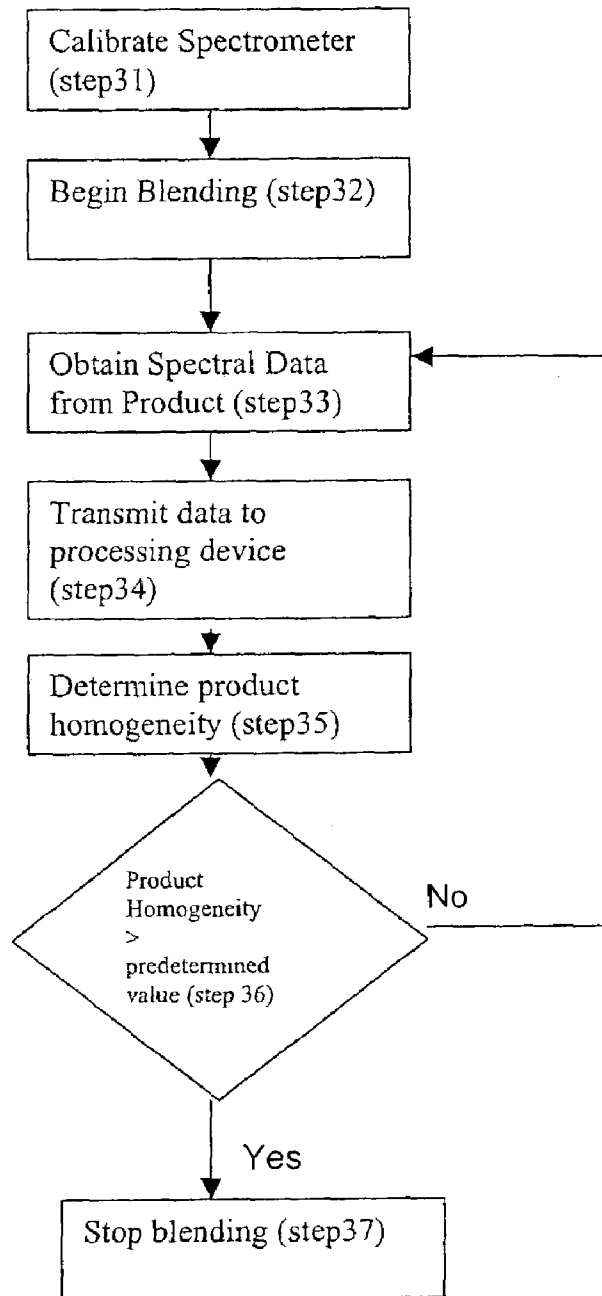 Calibrate Spectrometer
(step31)
Begin Blending (step32)
Obtain Spectral Data
from Product (step33)
Transmit data to
processing device
(step34)
Determine product
homogeneity (step35)
Product
Homogeneity
>
predetermined
value (step 36)
No
Yes
Stop blending (step37)